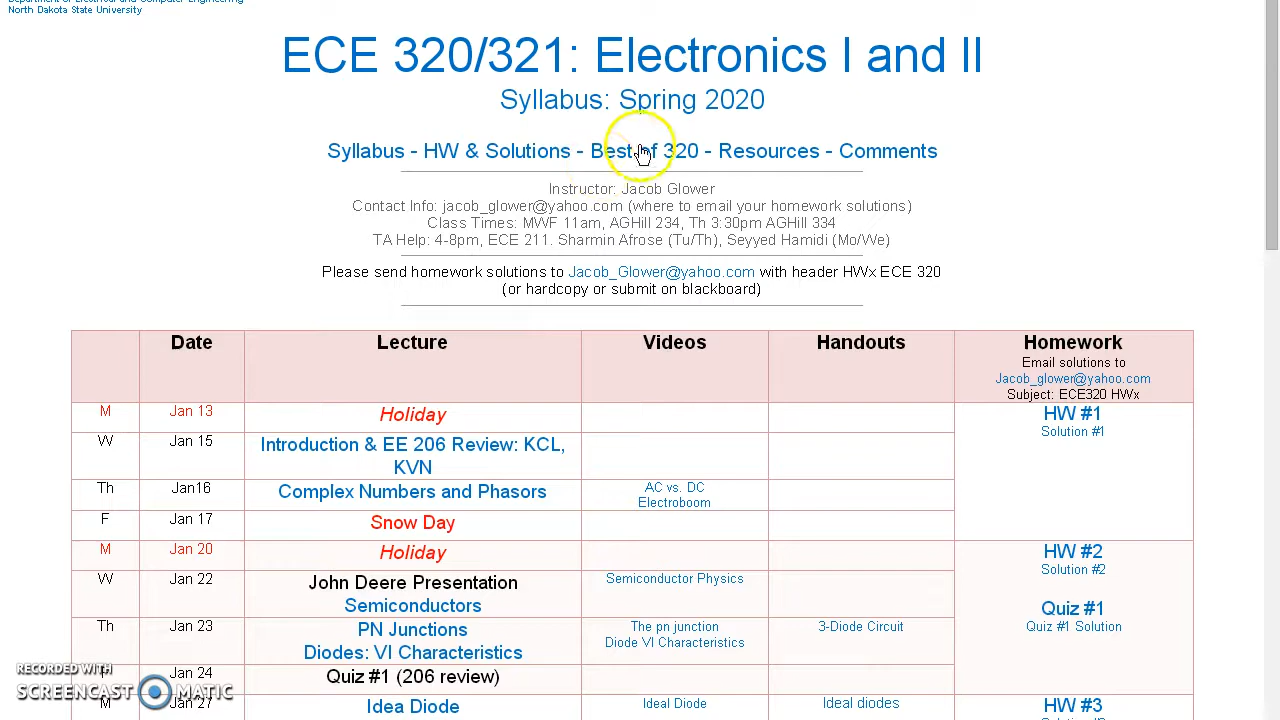 Department of Electrical and Computer Engineering
North Dakota State University
ECE 320/321: Electronics I and II
Syllabus: Spring 2020
Syllabus - HW & Solutions - Best of 320 - Resources - Comments
Instructor: Jacob Glower
Contact Info: jacob_glower@yahoo.com (where to email your homework solutions)
Class Times: MWF 11am, AGHill 234, Th 3:30pm AGHill 334
TA Help: 4-8pm, ECE 211. Sharmin Afrose (Tu/Th), Seyyed Hamidi (Mo/We)
Please send homework solutions to Jacob_Glower@yahoo.com with header HWx ECE 320
(or hardcopy or submit on blackboard)
Date Lecture Videos Handouts Homework
Email solutions to
Jacob_glower@yahoo.com
Subject: ECE320 HWx
M Jan 13 Holiday HW #1
Solution #1
W Jan 15 Introduction & EE 206 Review: KCL,
KVN
Th Jan16 Complex Numbers and Phasors AC vs. DC
Electroboom
F Jan 17 Snow Day
M Jan 20 Holiday HW #2
Solution #2
W Jan 22 John Deere Presentation Semiconductor Physics
Semiconductors Quiz #1
Th Jan 23 PN Junctions The pn junction 3-Diode Circuit Quiz #1 Solution
Diodes: VI Characteristics Diode VI Characteristics
Jan 24 Quiz #1 (206 review)
M Jan 27 Idea Diode Ideal Diode Ideal diodes HW #3
RECORDED WITH
SCREENCAST MATIC